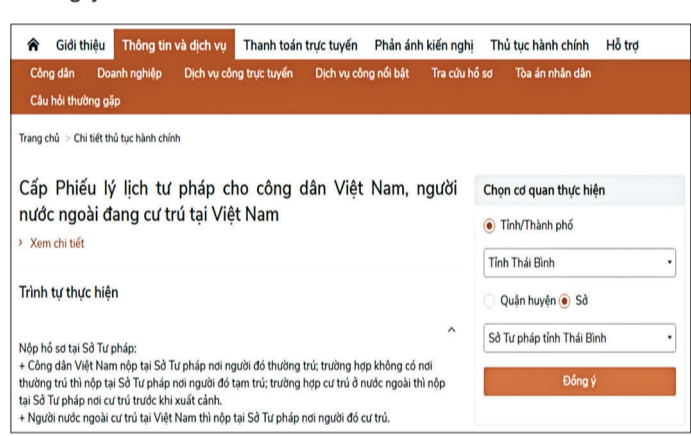 Giới thiệu Thông tin và dịch vụ Thanh toán trực tuyến Phản ánh kiến nghị Thủ tục hành chính Hỗ trợ
Công dân Doanh nghiệp Dịch vụ công trực tuyến Dịch vụ công nổi bật Tra cứu hồ sơ Tòa án nhân dân
Câu hỏi thường gặp
Trang chủ > Chi tiết thủ tục hành chính
Cấp Phiếu lý lịch tư pháp cho công dân Việt Nam, người
nước ngoài đang cư trú tại Việt Nam
> Xem chi tiết
Trình tự thực hiện
Nộp hồ sơ tại Sở Tư pháp:
+ Công dân Việt Nam nộp tại Sở Tư pháp nơi người đó thường trú; trường hợp không có nơi
thường trú thì nộp tại Sở Tư pháp nơi người đó tạm trú; trường hợp cư trú ở nước ngoài thì nộp
tại Sở Tư pháp nơi cư trú trước khi xuất cảnh.
+ Người nước ngoài cư trú tại Việt Nam thì nộp tại Sở Tư pháp nơi người đó cư trú.
Chọn cơ quan thực hiện
Tỉnh/Thành phố
Tỉnh Thái Bình
Quận huyện Sở
Sở Tư pháp tỉnh Thái Bình
Đồng ý